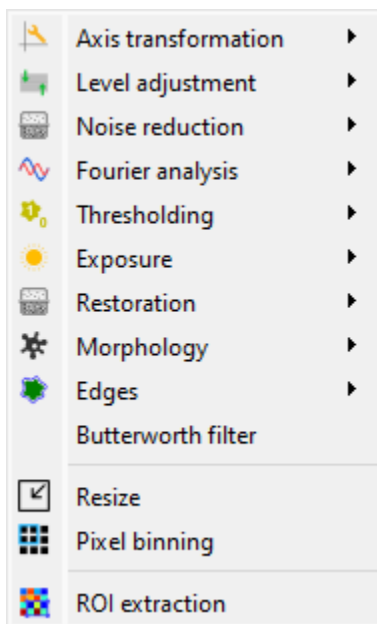 Axis transformation
Level adjustment
Noise reduction
Fourier analysis
Thresholding
Exposure
Restoration
Morphology
Edges
Butterworth filter
Resize
Pixel binning
ROI extraction